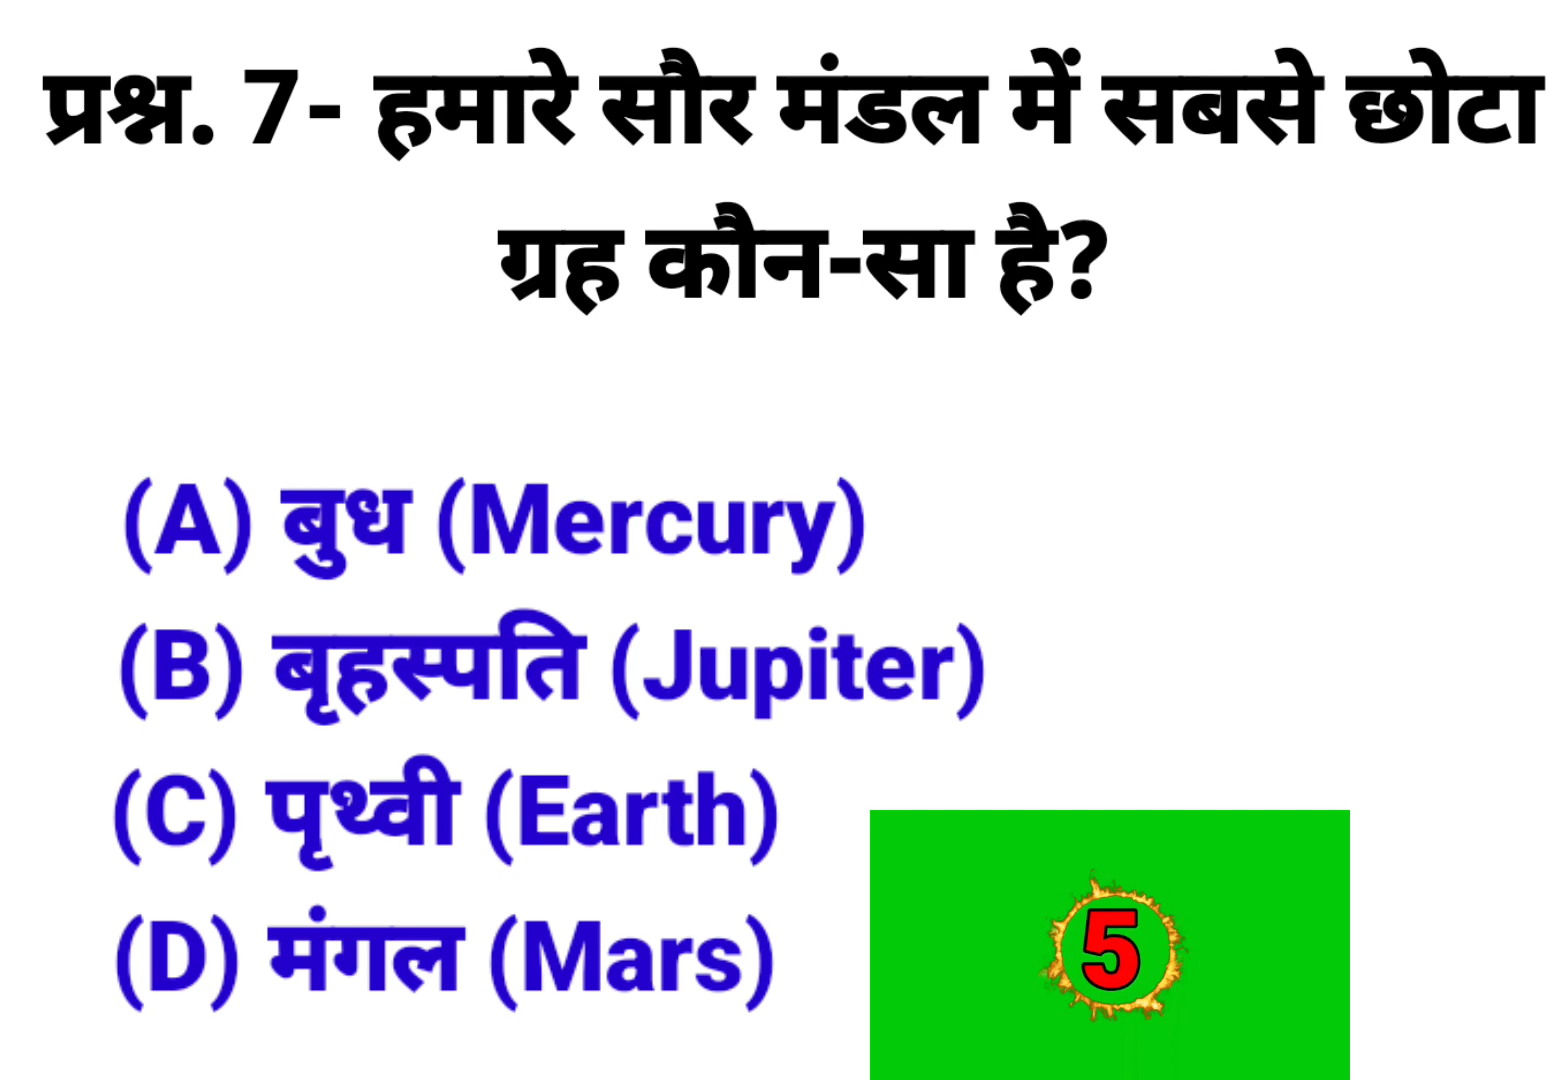 प्रश्न. 7- हमारे सौर मंडल में सबसे छोटा
ग्रह कौन-सा है?
(A) बुध (Mercury)
(B) बृहस्पति (Jupiter)
(C) पृथ्वी (Earth)
(D) मंगल (Mars)
5